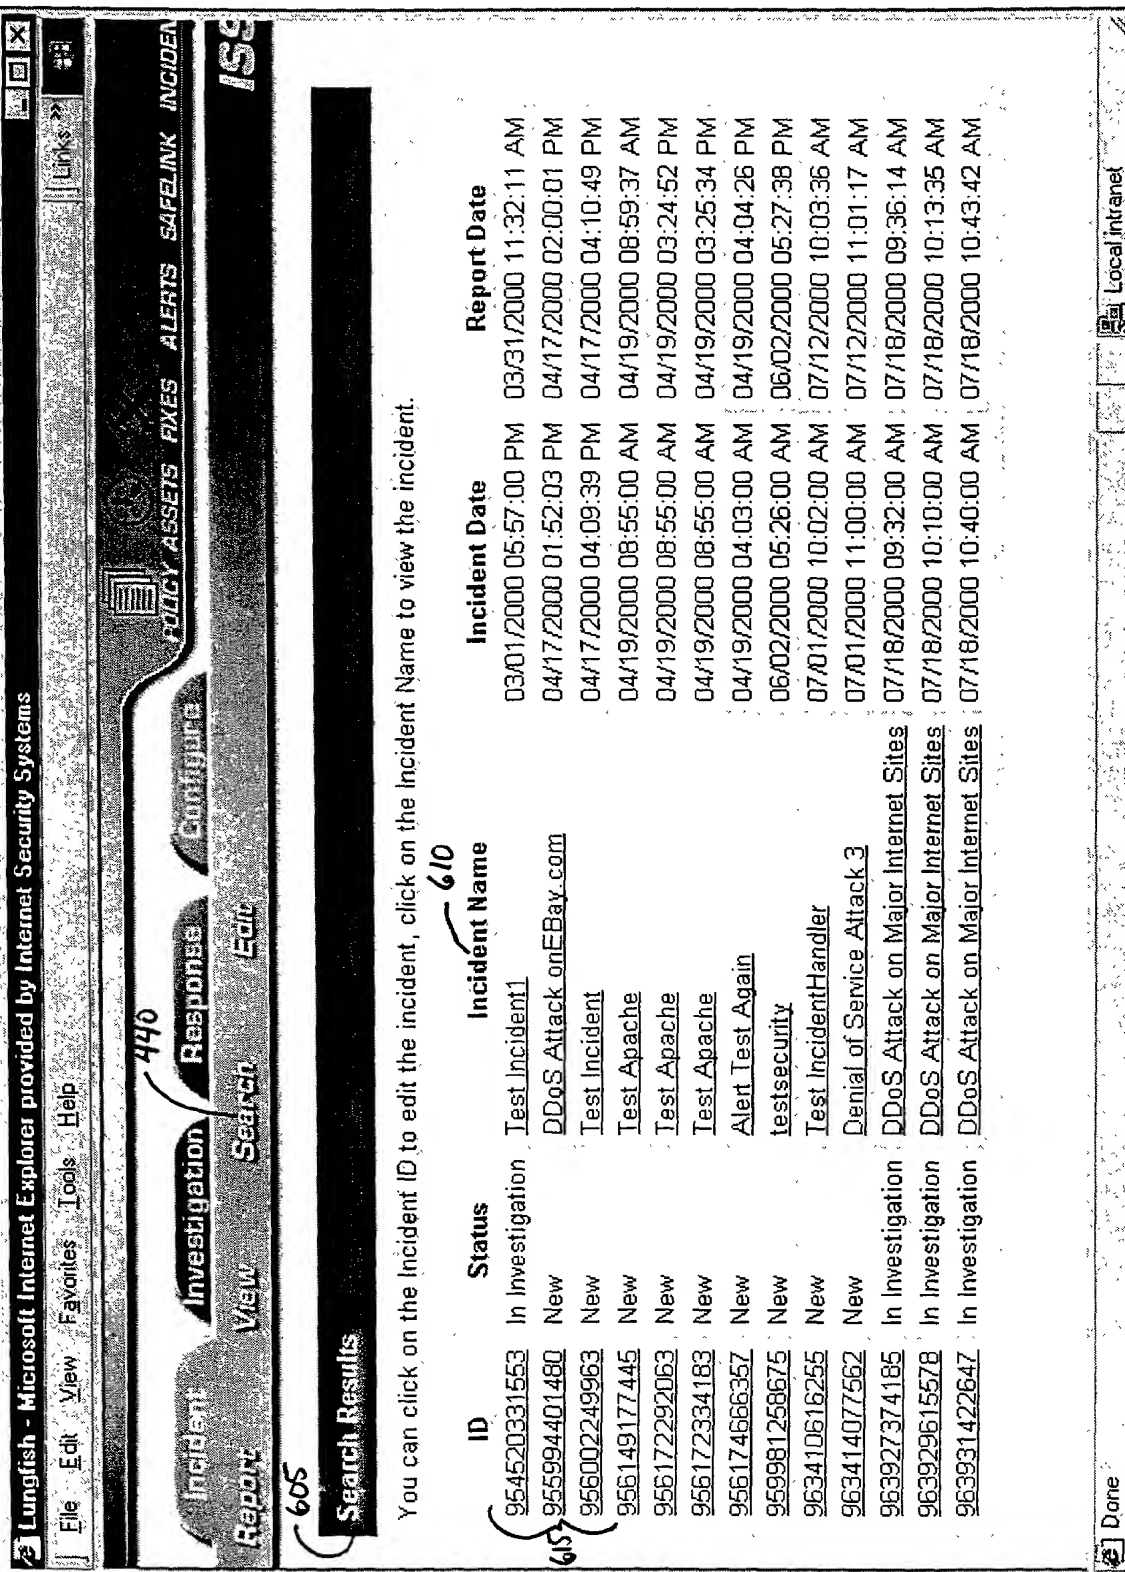 Lungfish - Microsoft Internet Explorer provided by Internet Security Systems
File Edit View Favorites Tools Help Links »
POLICY ASSETS FIXES ALERTS SAFELINK INCIDEN
Incident Investigation Response Configure
440
Report View Search Edit ISS
605
Search Results
You can click on the Incident ID to edit the incident, click on the Incident Name to view the incident.
610
ID Status Incident Name Incident Date Report Date
954520331553 In Investigation Test Incident1 03/01/2000 05:57:00 PM 03/31/2000 11:32:11 AM
955994401480 New DDoS Attack onEBay.com 04/17/2000 01:52:03 PM 04/17/2000 02:00:01 PM
615
956002249963 New Test Incident 04/17/2000 04:09:39 PM 04/17/2000 04:10:49 PM
956149177445 New Test Apache 04/19/2000 08:55:00 AM 04/19/2000 08:59:37 AM
956172292063 New Test Apache 04/19/2000 08:55:00 AM 04/19/2000 03:24:52 PM
956172334183 New Test Apache 04/19/2000 08:55:00 AM 04/19/2000 03:25:34 PM
956174666357 New Alert Test Again 04/19/2000 04:03:00 AM 04/19/2000 04:04:26 PM
959981258675 New testsecurity 06/02/2000 05:26:00 AM 06/02/2000 05:27:38 PM
963410616255 New Test IncidentHandler 07/01/2000 10:02:00 AM 07/12/2000 10:03:36 AM
963414077562 New Denial of Service Attack 3 07/01/2000 11:00:00 AM 07/12/2000 11:01:17 AM
963927374185 In Investigation DDoS Attack on Major Internet Sites 07/18/2000 09:32:00 AM 07/18/2000 09:36:14 AM
963929615578 In Investigation DDoS Attack on Major Internet Sites 07/18/2000 10:10:00 AM 07/18/2000 10:13:35 AM
963931422647 In Investigation DDoS Attack on Major Internet Sites 07/18/2000 10:40:00 AM 07/18/2000 10:43:42 AM
Done Local intranet